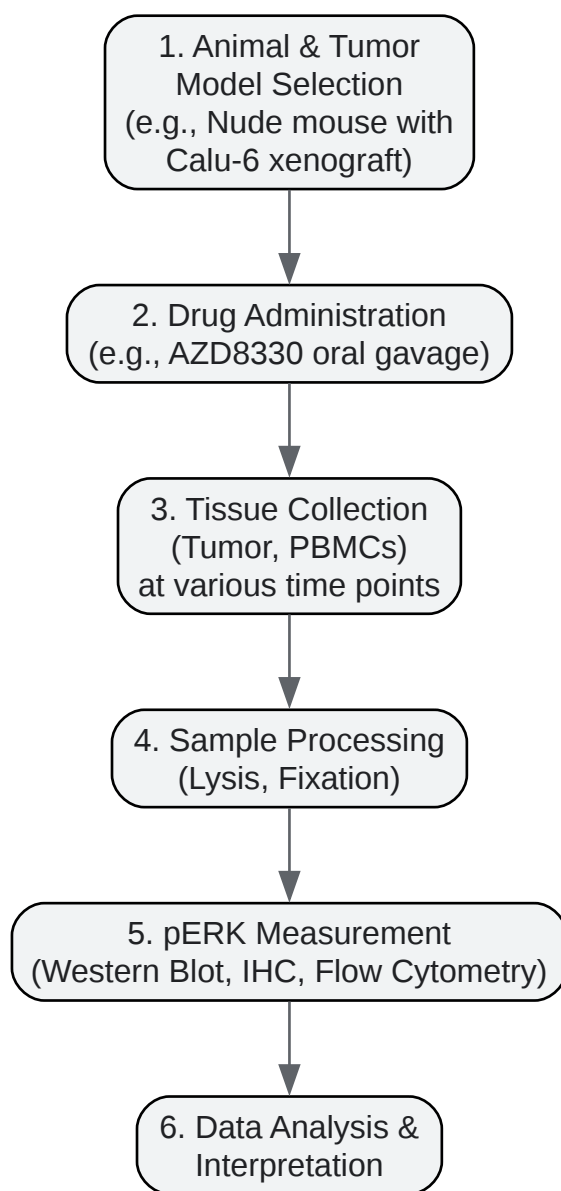 1. Animal & Tumor
Model Selection
(e.g., Nude mouse with
Calu-6 xenograft)
2. Drug Administration
(e.g., AZD8330 oral gavage)
3. Tissue Collection
(Tumor, PBMCs)
at various time points
4. Sample Processing
(Lysis, Fixation)
5. pERK Measurement
(Western Blot, IHC, Flow Cytometry)
6. Data Analysis &
Interpretation